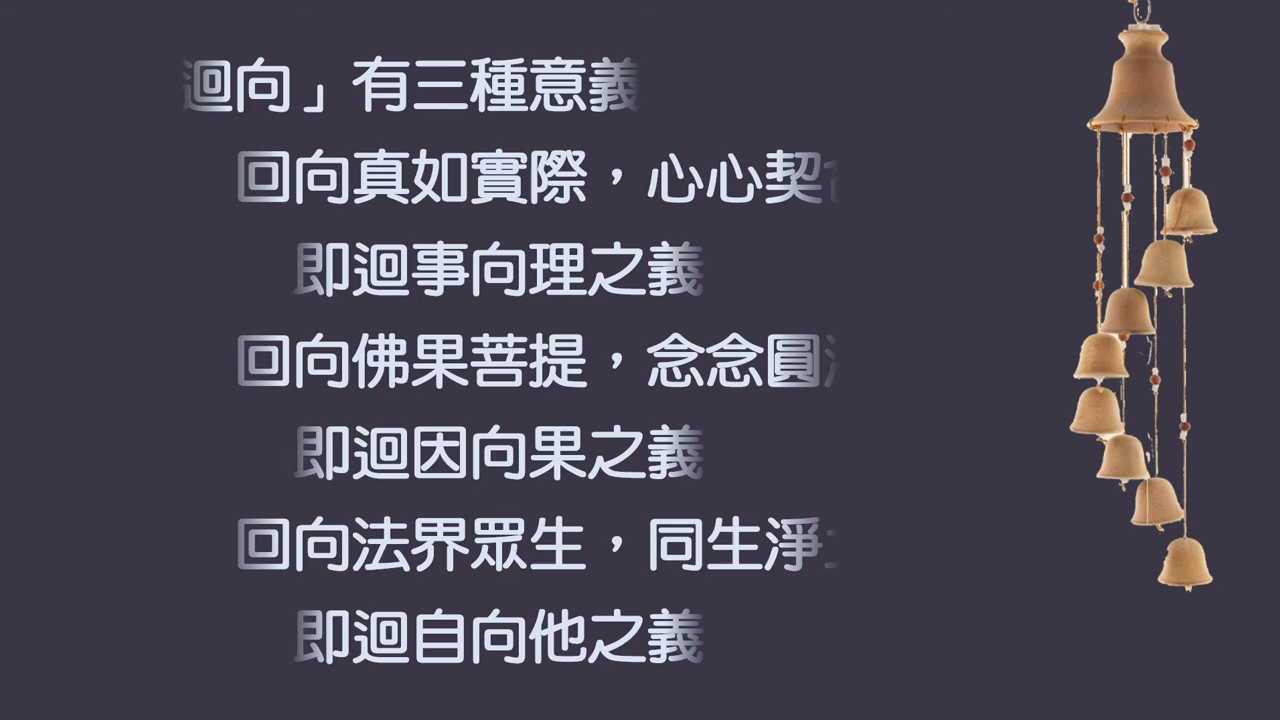 迴向」有三種意義
回向真如實際，心心契
即迴事向理之義
回向佛果菩提，念念圓
即迴因向果之義
回向法界眾生，同生淨
即迴自向他之義